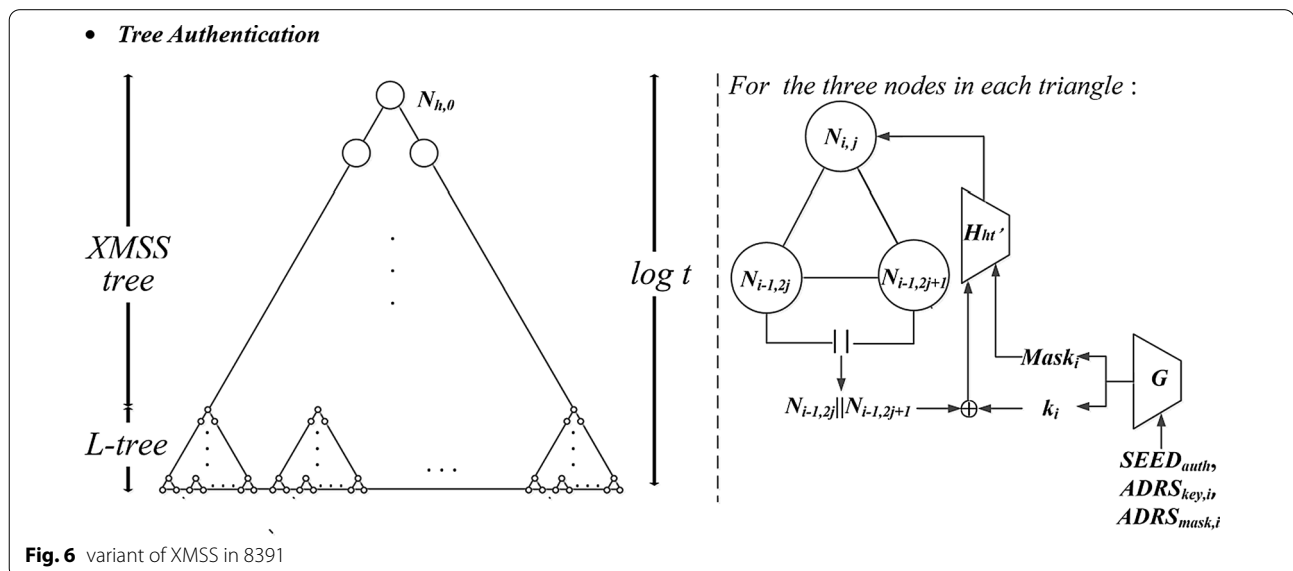 • Tree Authentication
N_{h,0}
XMSS
tree
L-tree
. . .
log t
For the three nodes in each triangle :
N_{i,j}
N_{i-1,2j} N_{i-1,2j+1}
H_{ht'}
||
N_{i-1,2j}||N_{i-1,2j+1}
⊕
Mask_i
k_i
G
SEED_{auth},
ADRS_{key,i},
ADRS_{mask,i}
Fig. 6 variant of XMSS in 8391